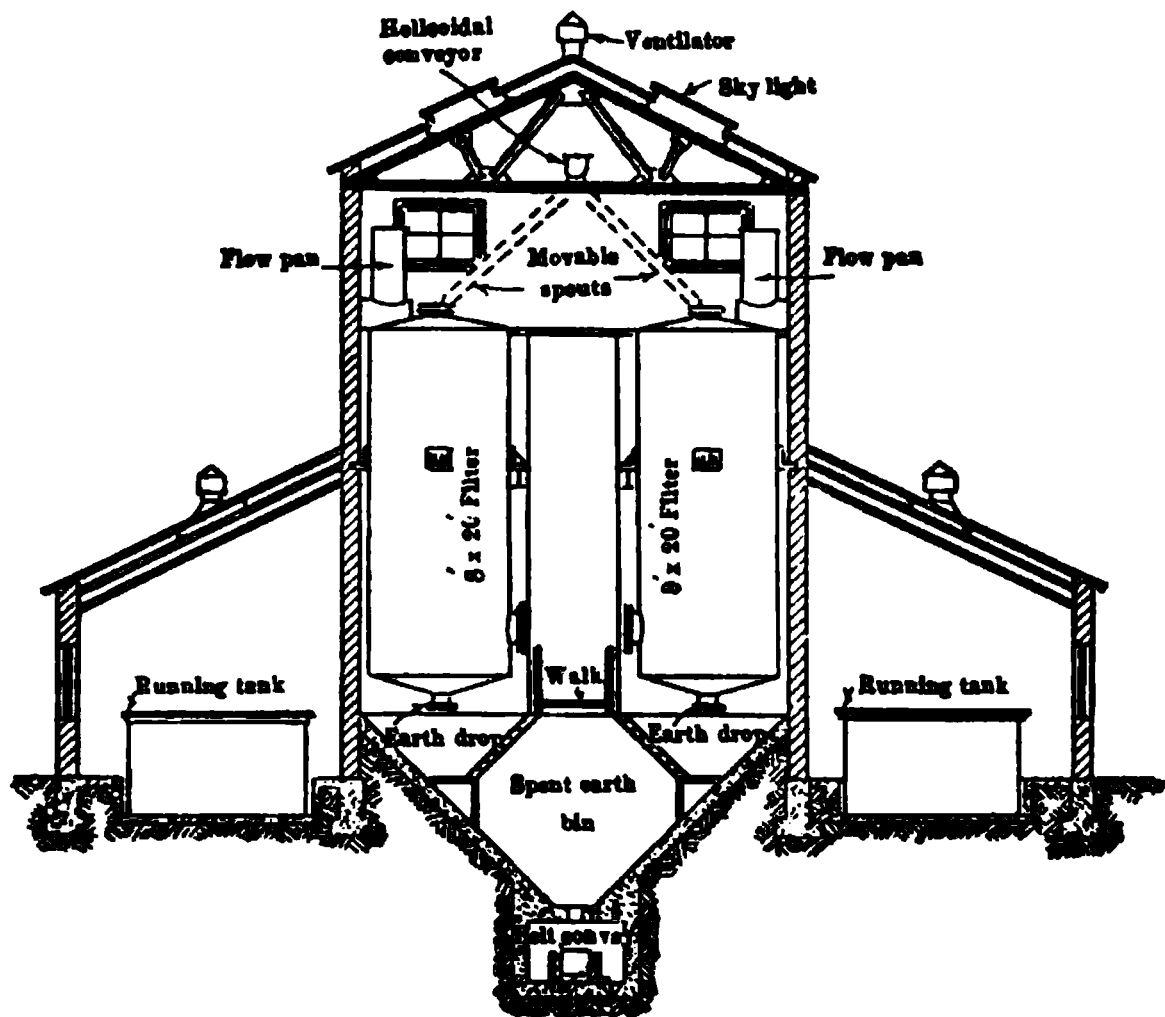 Helicoidal
conveyor
Ventilator
Sky light
Flow pan
Movable
spouts
Flow pan
8' x 20' Filter
8' x 20' Filter
Walk
Running tank
Running tank
Earth drop
Earth drop
Spent earth
bin